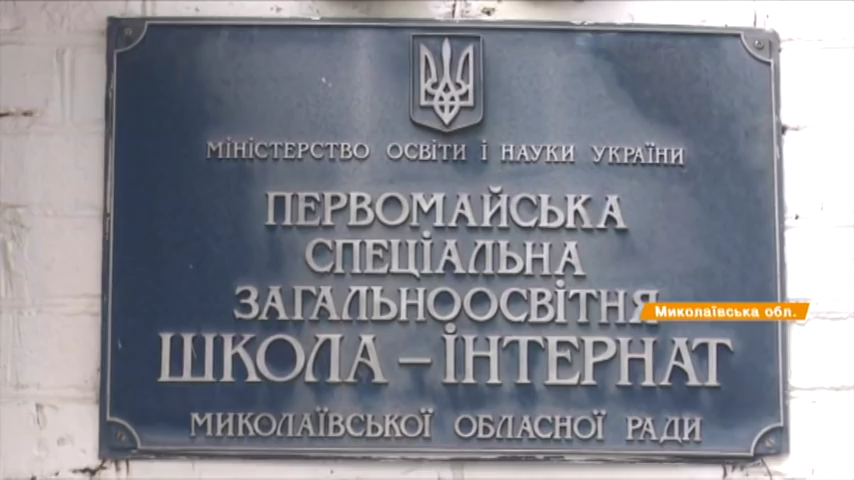 МІНІСТЕРСТВО ОСВІТИ І НАУКИ УКРАЇНИ
ПЕРВОМАЙСЬКА
СПЕЦІАЛЬНА
ЗАГАЛЬНООСВІТНЯ
Миколаївська обл.
ШКОЛА – ІНТЕРНАТ
МИКОЛАЇВСЬКОЇ ОБЛАСНОЇ РАДИ